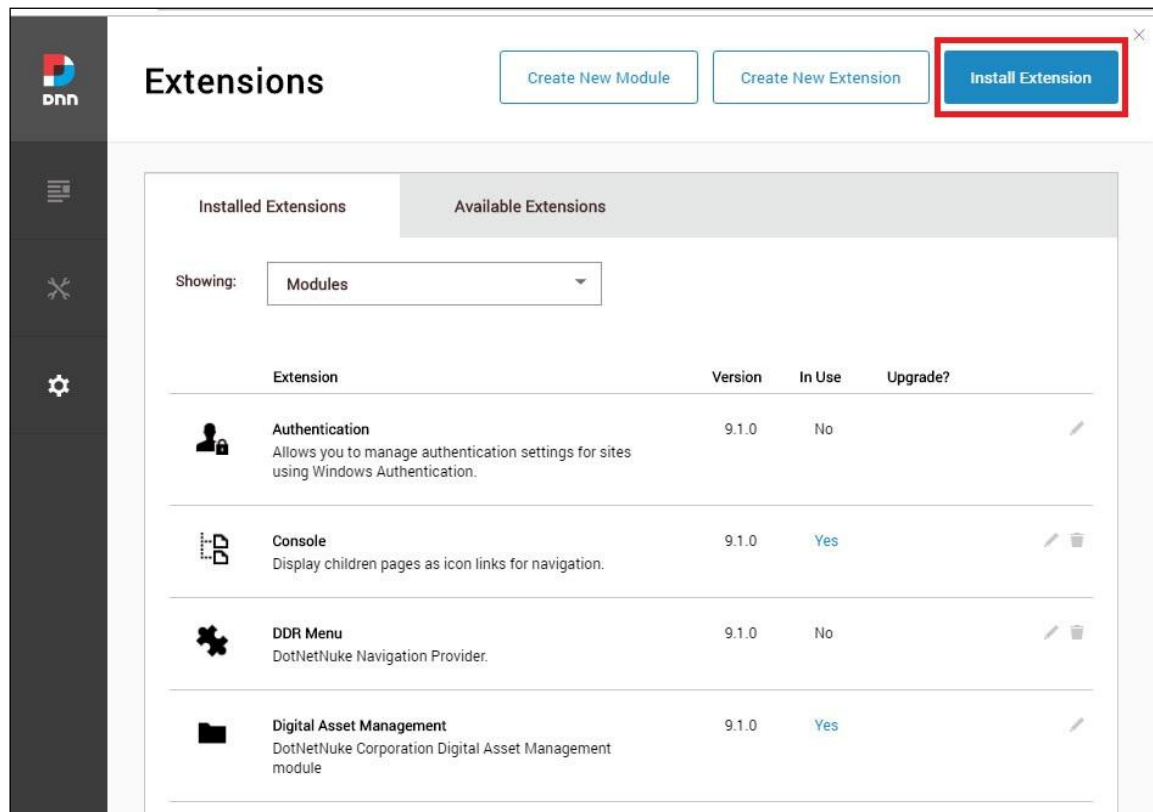 DNN
Extensions
Create New Module
Create New Extension
Install Extension
Installed Extensions
Available Extensions
Showing:
Modules
Extension
Version
In Use
Upgrade?
Authentication
9.1.0
No
Allows you to manage authentication settings for sites
using Windows Authentication.
Console
9.1.0
Yes
Display children pages as icon links for navigation.
DDR Menu
9.1.0
No
DotNetNuke Navigation Provider.
Digital Asset Management
9.1.0
Yes
DotNetNuke Corporation Digital Asset Management
module